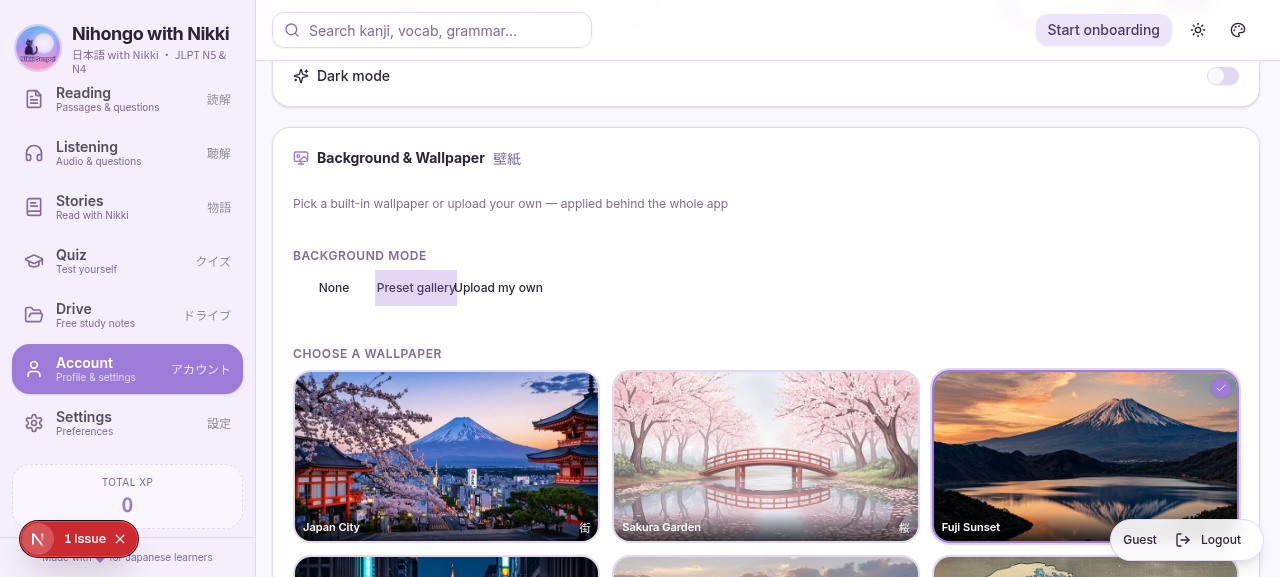 Nihongo with Nikki
日本語 with Nikki ・ JLPT N5 &
N4
Reading
Passages & questions
読解
Listening
Audio & questions
聴解
Stories
Read with Nikki
物語
Quiz
Test yourself
クイズ
Drive
Free study notes
ドライブ
Account
Profile & settings
アカウント
Settings
Preferences
設定
TOTAL XP
0
1 Issue
for Japanese learners
Search kanji, vocab, grammar...
Start onboarding
Dark mode
Background & Wallpaper 壁紙
Pick a built-in wallpaper or upload your own — applied behind the whole app
BACKGROUND MODE
None
Preset gallery
Upload my own
CHOOSE A WALLPAPER
Japan City
街
Sakura Garden
桜
Fuji Sunset
Guest
Logout